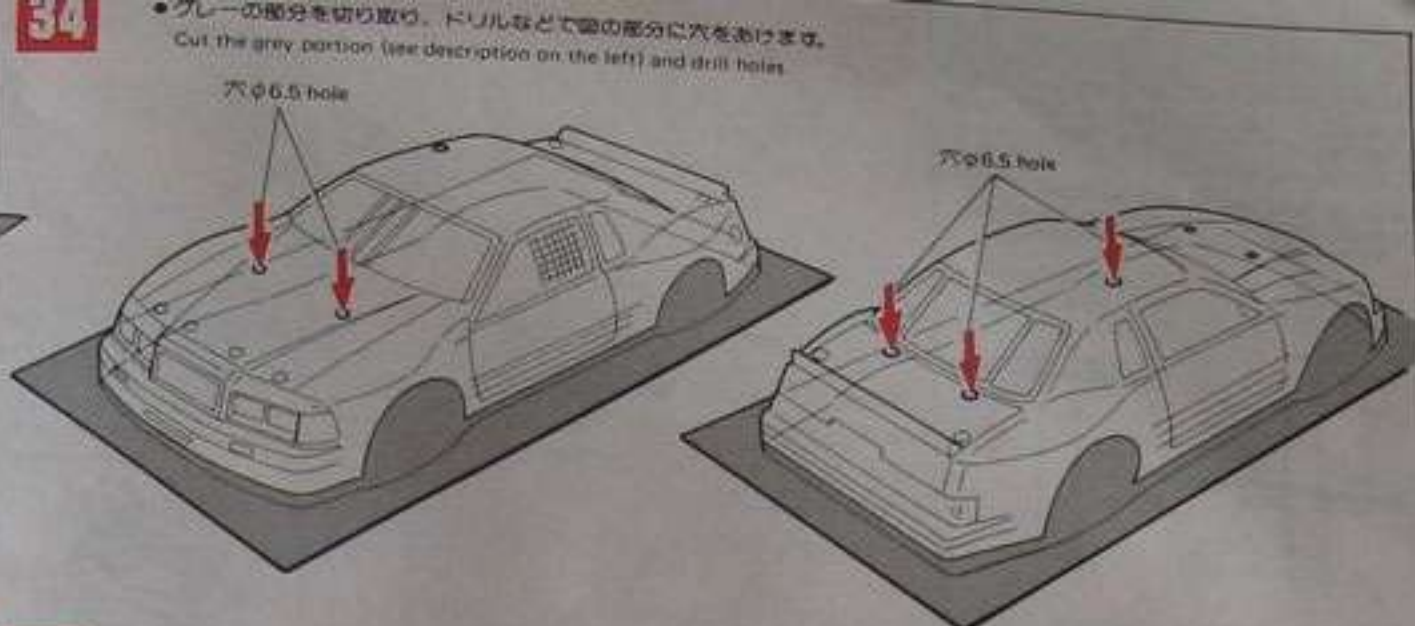 34
●グレーの部分を切り取り、ドリルなどで図の部分に穴をあけます。
Cut the grey portion (see description on the left) and drill holes
穴φ6.5 hole
穴φ6.5 hole